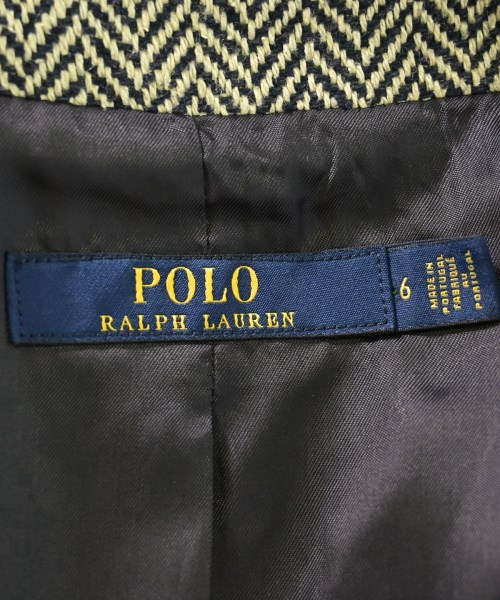 POLO
RALPH LAUREN
6
MADE IN
PORTUGAL
FABRIQUÉ
AU
PORTUGAL